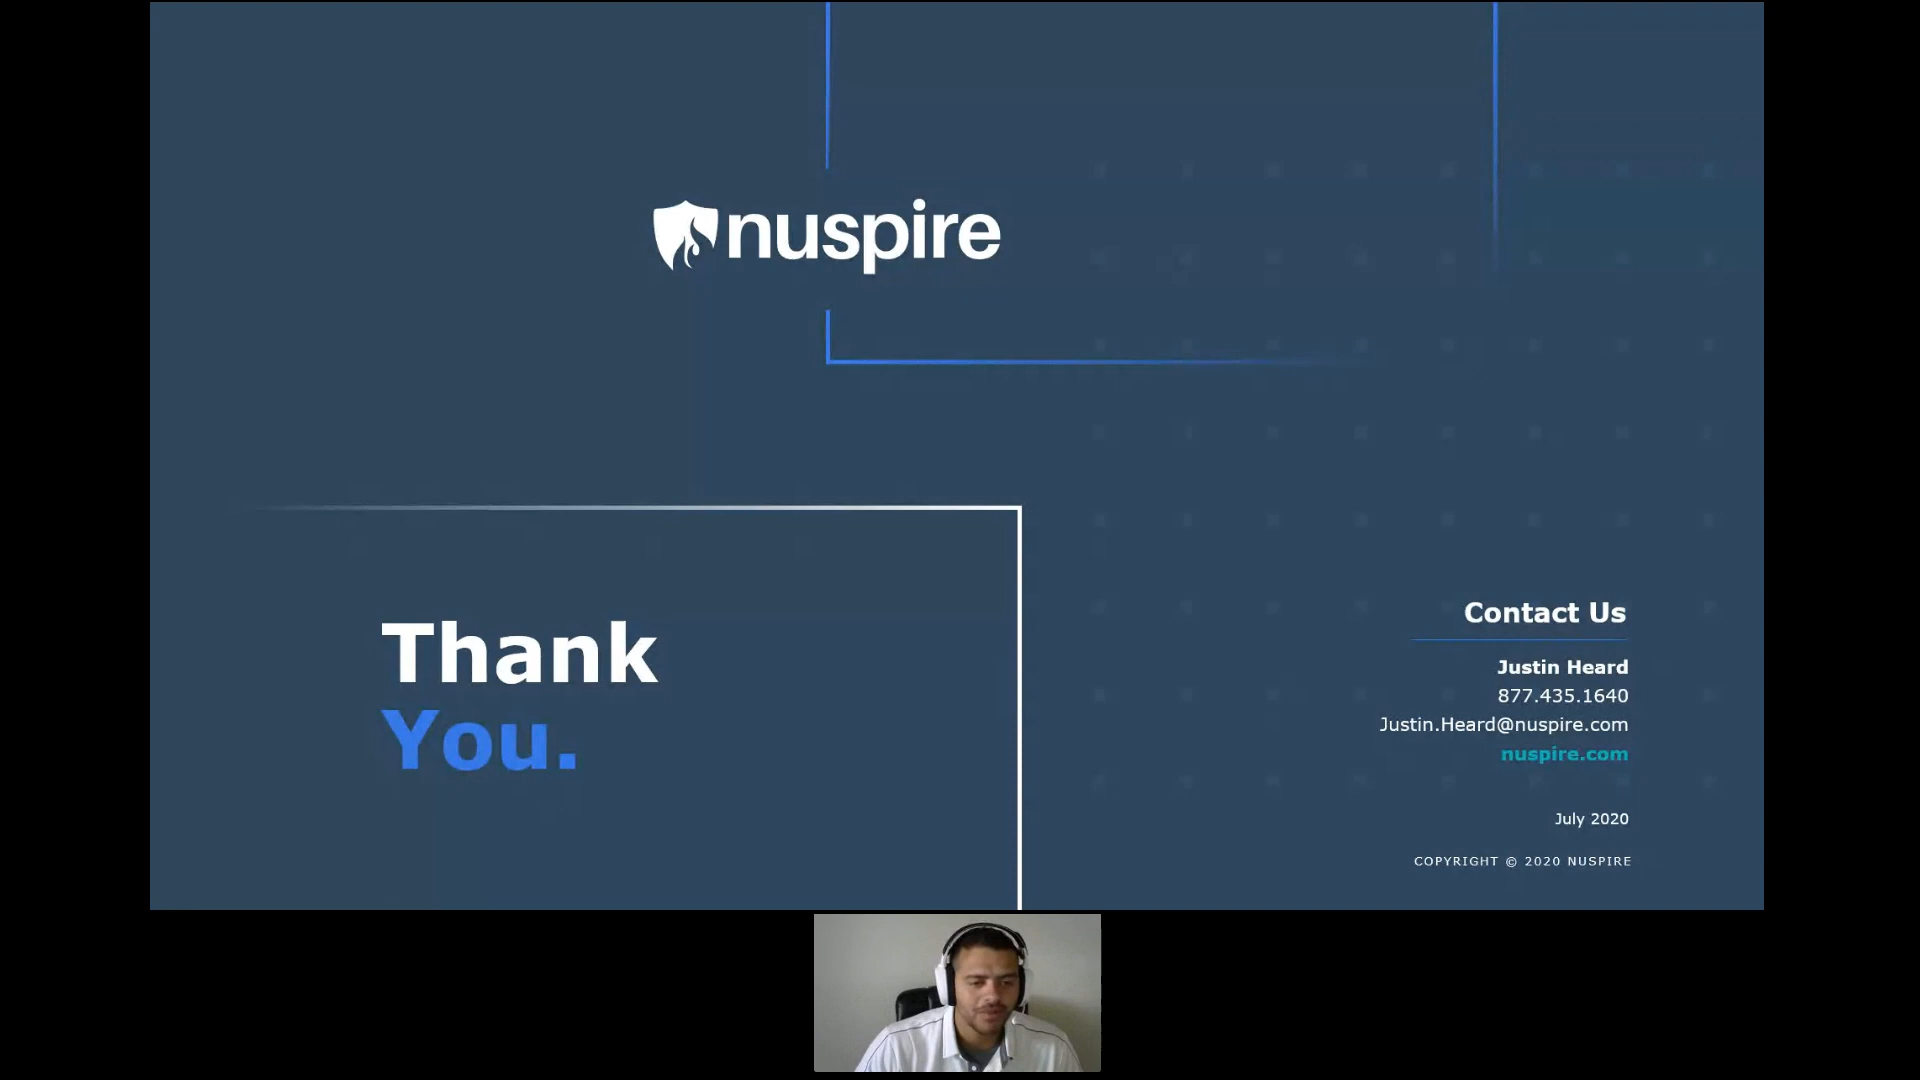 nuspire
Thank
You.
Contact Us
Justin Heard
877.435.1640
Justin.Heard@nuspire.com
nuspire.com
July 2020
COPYRIGHT © 2020 NUSPIRE